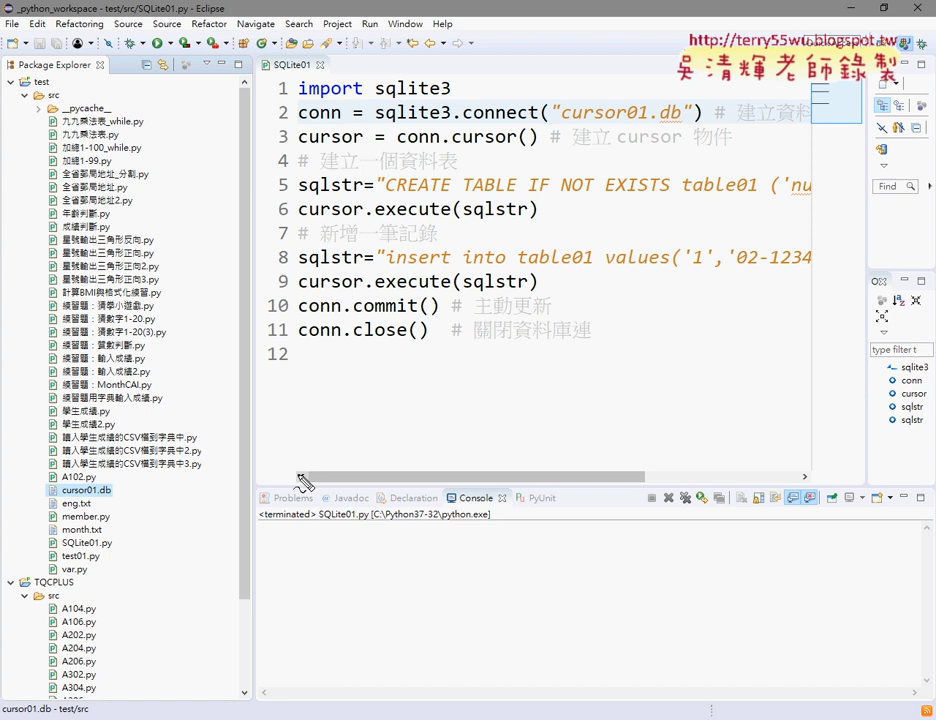 _python_workspace - test/src/SQLite01.py - Eclipse
File Edit Refactoring Source Source Refactor Navigate Search Project Run Window Help
http://terry55wu.blogspot.tw
吳清輝老師錄製
Package Explorer
test
src
__pycache__
九九乘法表_while.py
九九乘法表.py
加總1-100_while.py
加總1-99.py
全省郵局地址_分割.py
全省郵局地址.py
全省郵局地址2.py
年齡判斷.py
成績判斷.py
星號輸出三角形反向.py
星號輸出三角形正向.py
星號輸出三角形正向2.py
星號輸出三角形正向3.py
計算BMI與格式化練習.py
練習題：猜學小遊戲.py
練習題：猜數字1-20.py
練習題：猜數字1-20(3).py
練習題：質數判斷.py
練習題：輸入成績.py
練習題：輸入成績2.py
練習題：MonthCAI.py
練習題用字典輸入成績.py
學生成績.py
學生成績2.py
讀入學生成績的CSV檔到字典中.py
讀入學生成績的CSV檔到字典中2.py
讀入學生成績的CSV檔到字典中3.py
A102.py
cursor01.db
eng.txt
member.py
month.txt
SQLite01.py
test01.py
var.py
TQCPLUS
src
A104.py
A106.py
A202.py
A204.py
A206.py
A302.py
A304.py
SQLite01
1 import sqlite3
2 conn = sqlite3.connect("cursor01.db") # 建立資料
3 cursor = conn.cursor() # 建立 cursor 物件
4 # 建立一個資料表
5 sqlstr="CREATE TABLE IF NOT EXISTS table01 ('nu
6 cursor.execute(sqlstr)
7 # 新增一筆記錄
8 sqlstr="insert into table01 values('1','02-1234
9 cursor.execute(sqlstr)
10 conn.commit() # 主動更新
11 conn.close() # 關閉資料庫連
12
Problems Javadoc Declaration Console PyUnit
<terminated> SQLite01.py [C:\Python37-32\python.exe]
Find
type filter t
sqlite3
conn
cursor
sqlstr
sqlstr
cursor01.db - test/src